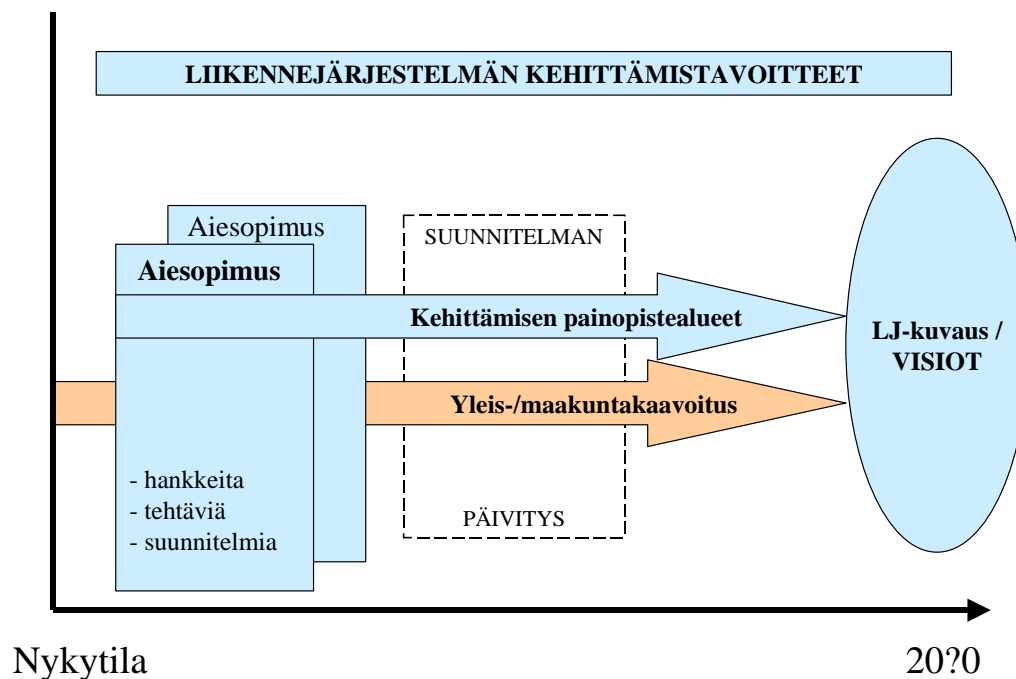 LIIKENNEJÄRJESTELMÄN KEHITTÄMISTAVOITTEET
Aiesopimus
Aiesopimus
SUUNNITELMAN
Kehittämisen painopistealueet
LJ-kuvaus /
VISIOT
Yleis-/maakuntakaavoitus
- hankkeita
- tehtäviä
- suunnitelmia
PÄIVITYS
Nykytila
20?0